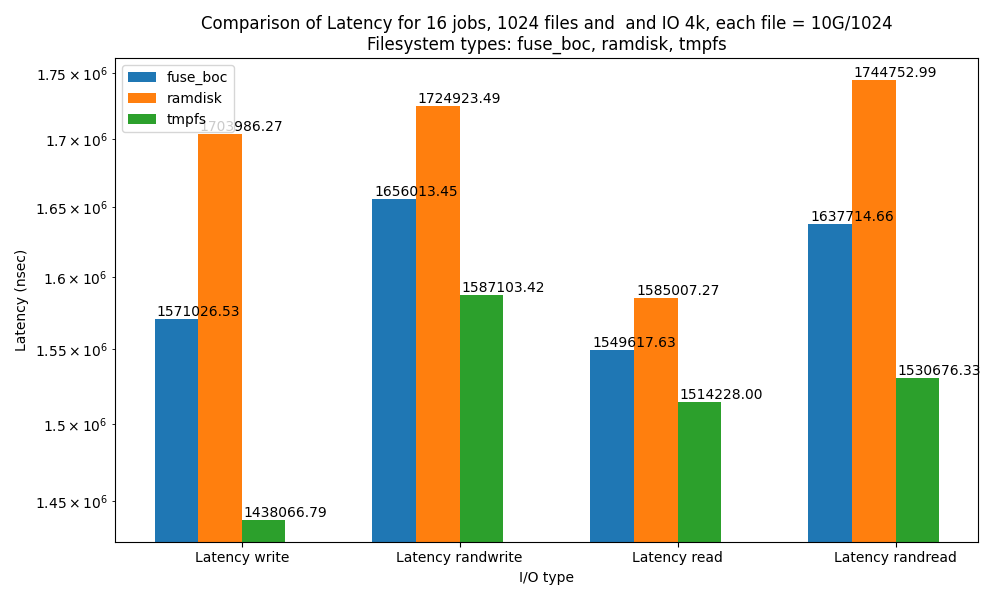 Comparison of Latency for 16 jobs, 1024 files and  and IO 4k, each file = 10G/1024
Filesystem types: fuse_boc, ramdisk, tmpfs
fuse_boc
ramdisk
tmpfs
Latency (nsec)
1.75 × 10⁶
1.7 × 10⁶
1.65 × 10⁶
1.6 × 10⁶
1.55 × 10⁶
1.5 × 10⁶
1.45 × 10⁶
1571026.53
1703986.27
1438066.79
1656013.45
1724923.49
1587103.42
1549617.63
1585007.27
1514228.00
1637714.66
1744752.99
1530676.33
Latency write
Latency randwrite
Latency read
Latency randread
I/O type